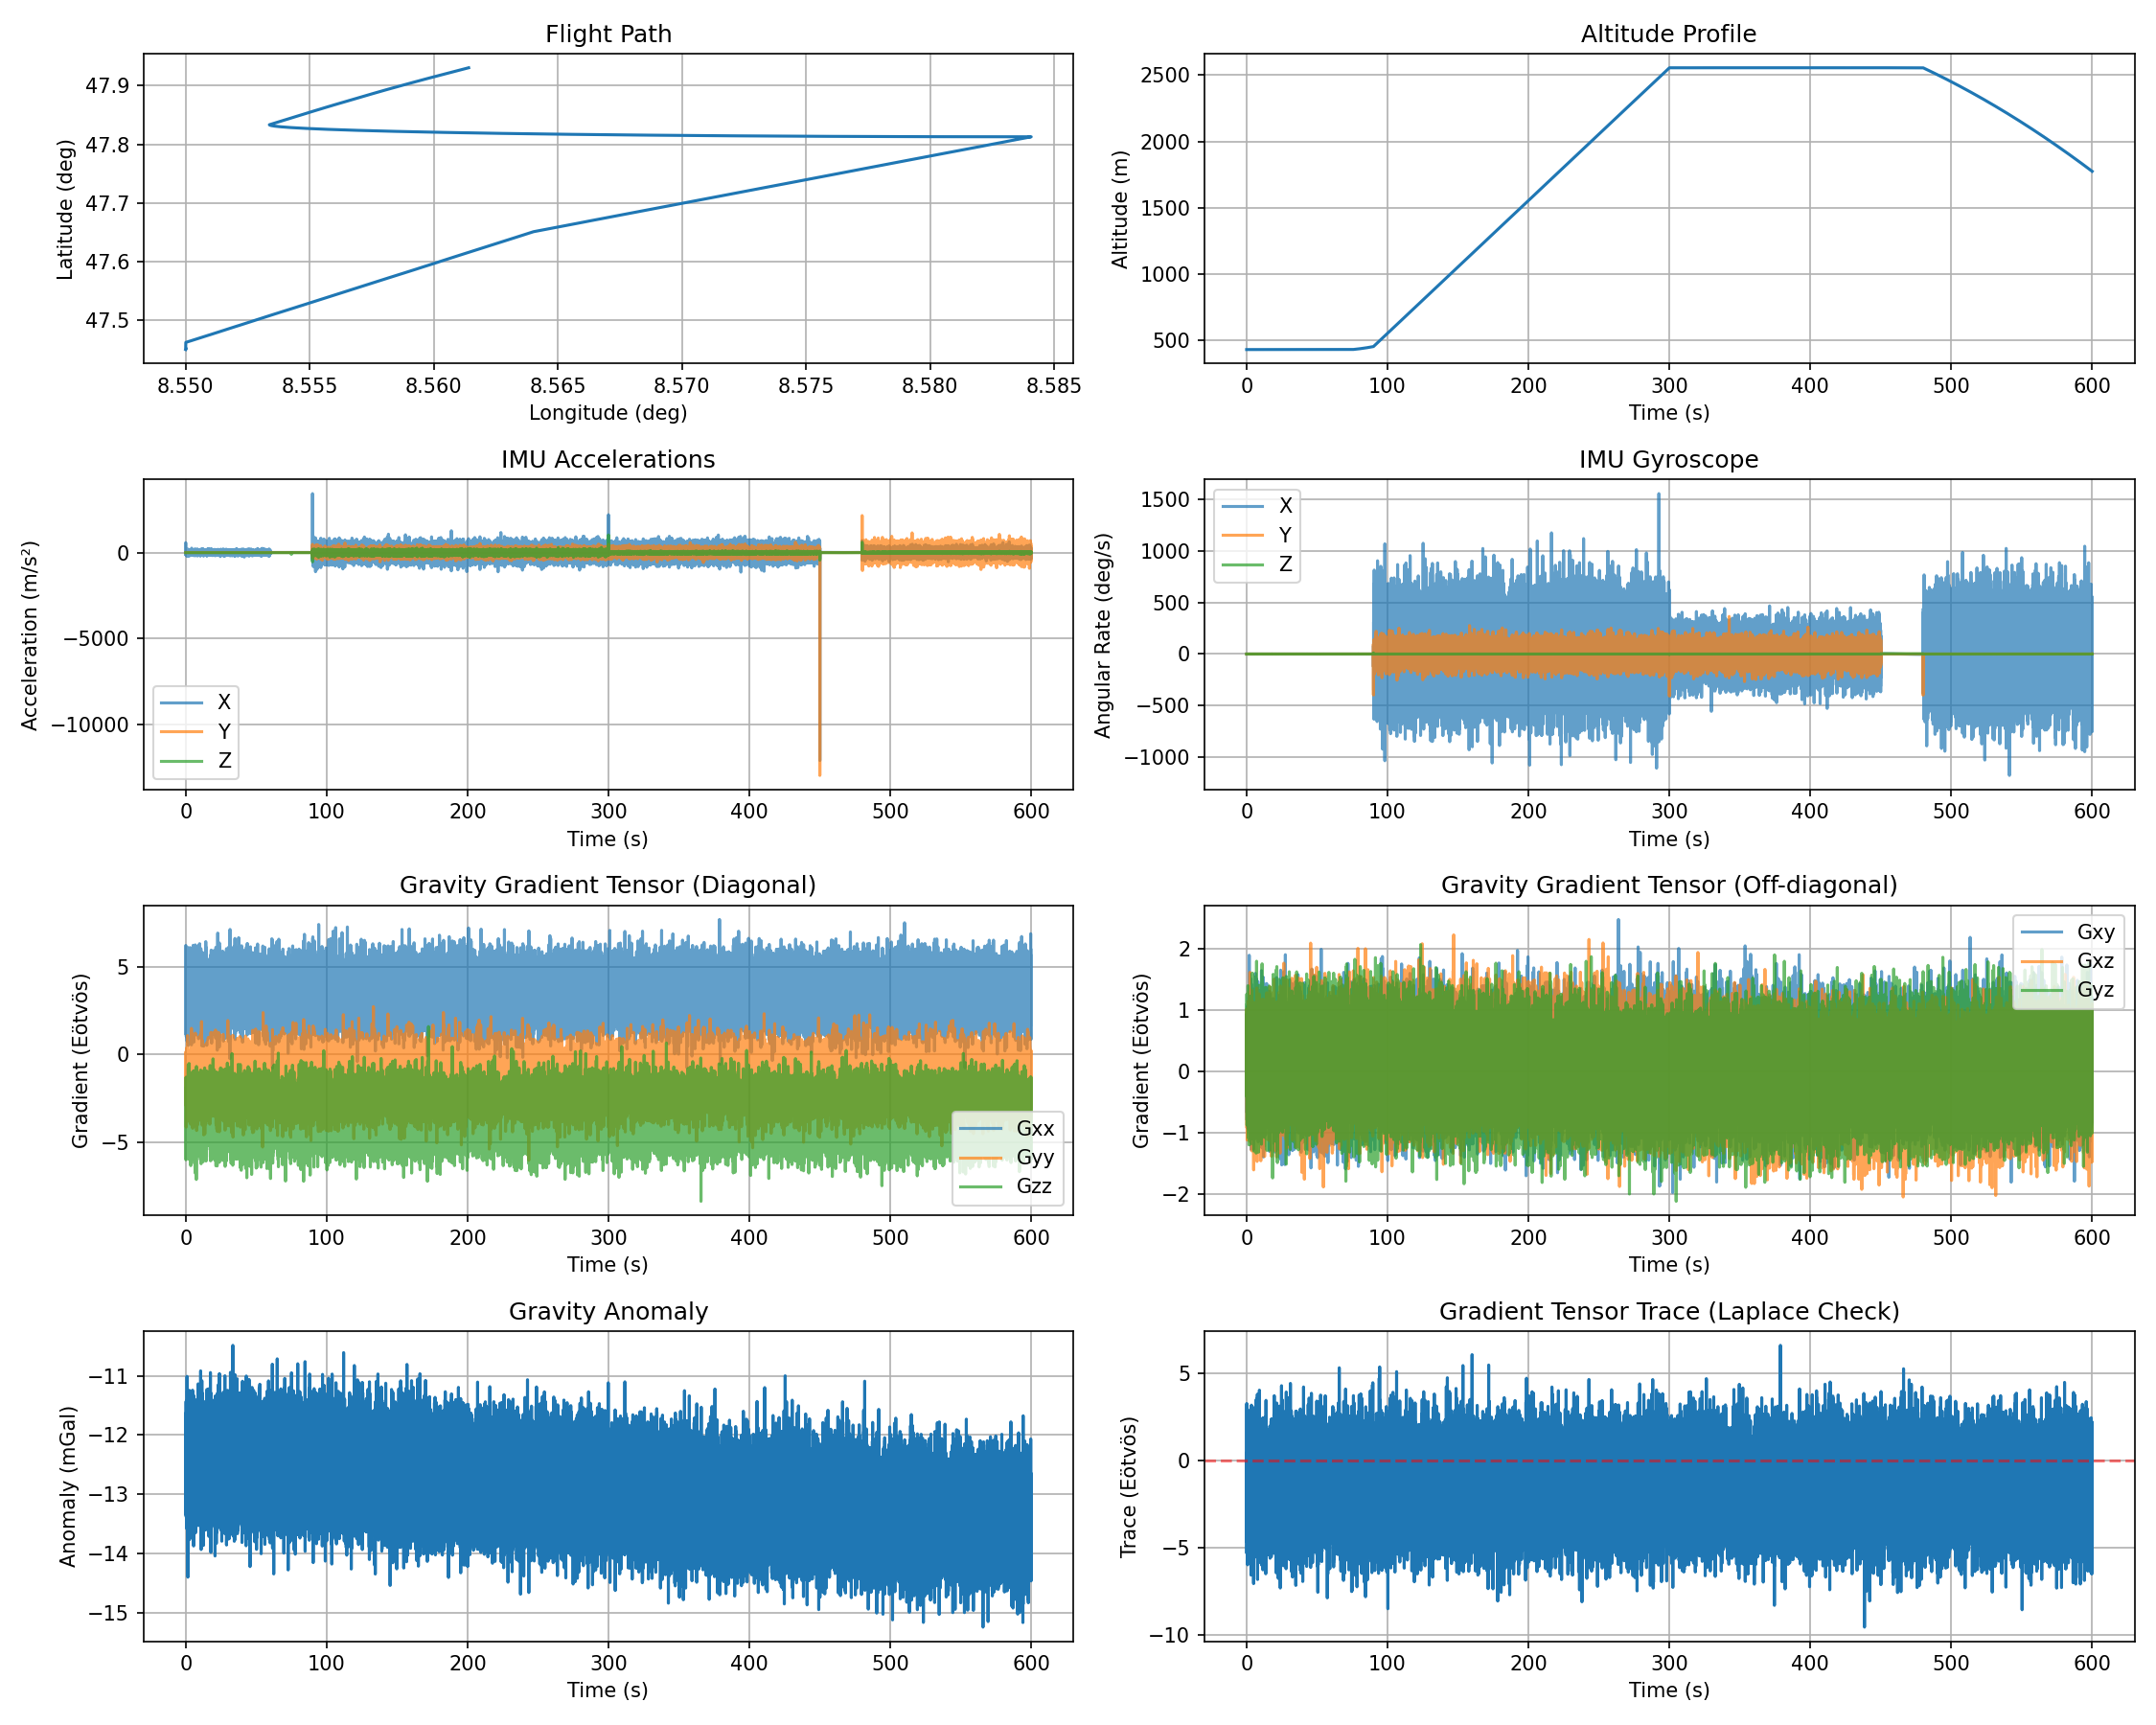 Flight Path
Latitude (deg)
47.9
47.8
47.7
47.6
47.5
8.550 8.555 8.560 8.565 8.570 8.575 8.580 8.585
Longitude (deg)
Altitude Profile
Altitude (m)
2500
2000
1500
1000
500
0 100 200 300 400 500 600
Time (s)
IMU Accelerations
Acceleration (m/s²)
0
−5000
−10000
X
Y
Z
0 100 200 300 400 500 600
Time (s)
IMU Gyroscope
Angular Rate (deg/s)
1500
1000
500
0
−500
−1000
X
Y
Z
0 100 200 300 400 500 600
Time (s)
Gravity Gradient Tensor (Diagonal)
Gradient (Eötvös)
5
0
−5
Gxx
Gyy
Gzz
0 100 200 300 400 500 600
Time (s)
Gravity Gradient Tensor (Off-diagonal)
Gradient (Eötvös)
2
1
0
−1
−2
Gxy
Gxz
Gyz
0 100 200 300 400 500 600
Time (s)
Gravity Anomaly
Anomaly (mGal)
−11
−12
−13
−14
−15
0 100 200 300 400 500 600
Time (s)
Gradient Tensor Trace (Laplace Check)
Trace (Eötvös)
5
0
−5
−10
0 100 200 300 400 500 600
Time (s)